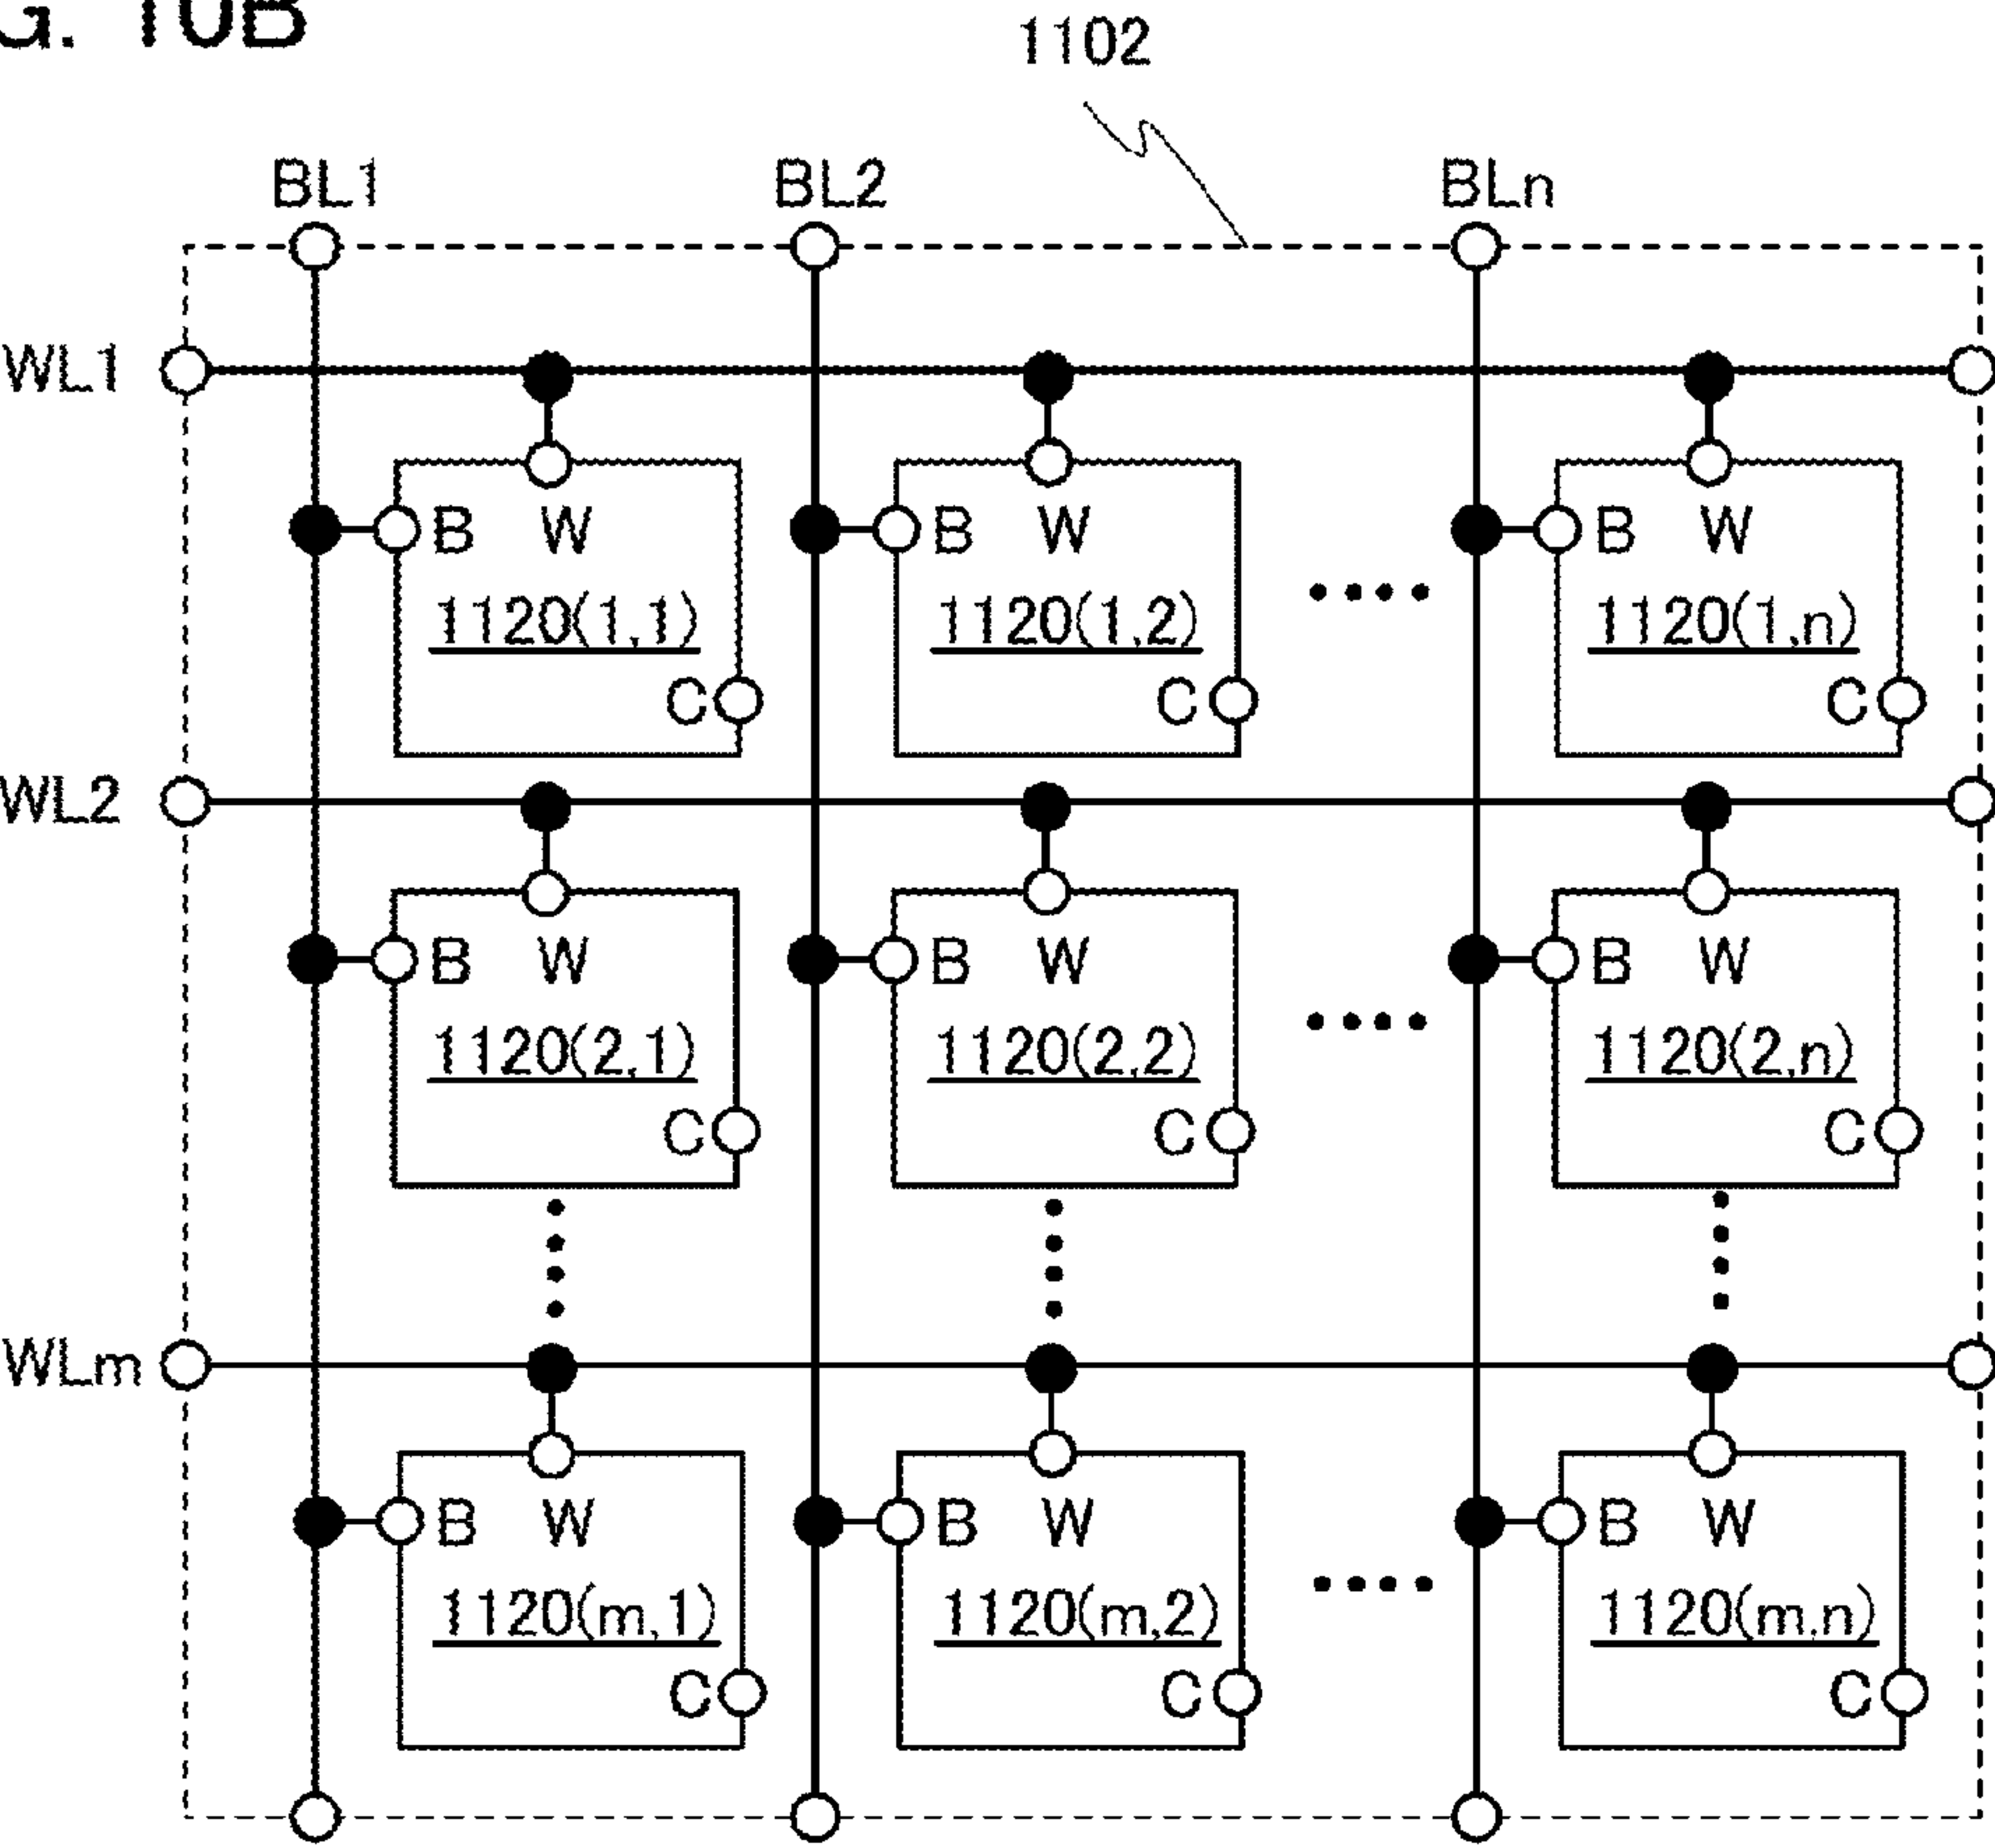 G. 10B
1102
BL1 BL2 BLn
WL1
B W B W B W
1120(1,1) 1120(1,2) 1120(1,n)
C C C
WL2
B W B W B W
1120(2,1) 1120(2,2) 1120(2,n)
C C C
WLm
B W B W B W
1120(m,1) 1120(m,2) 1120(m,n)
C C C